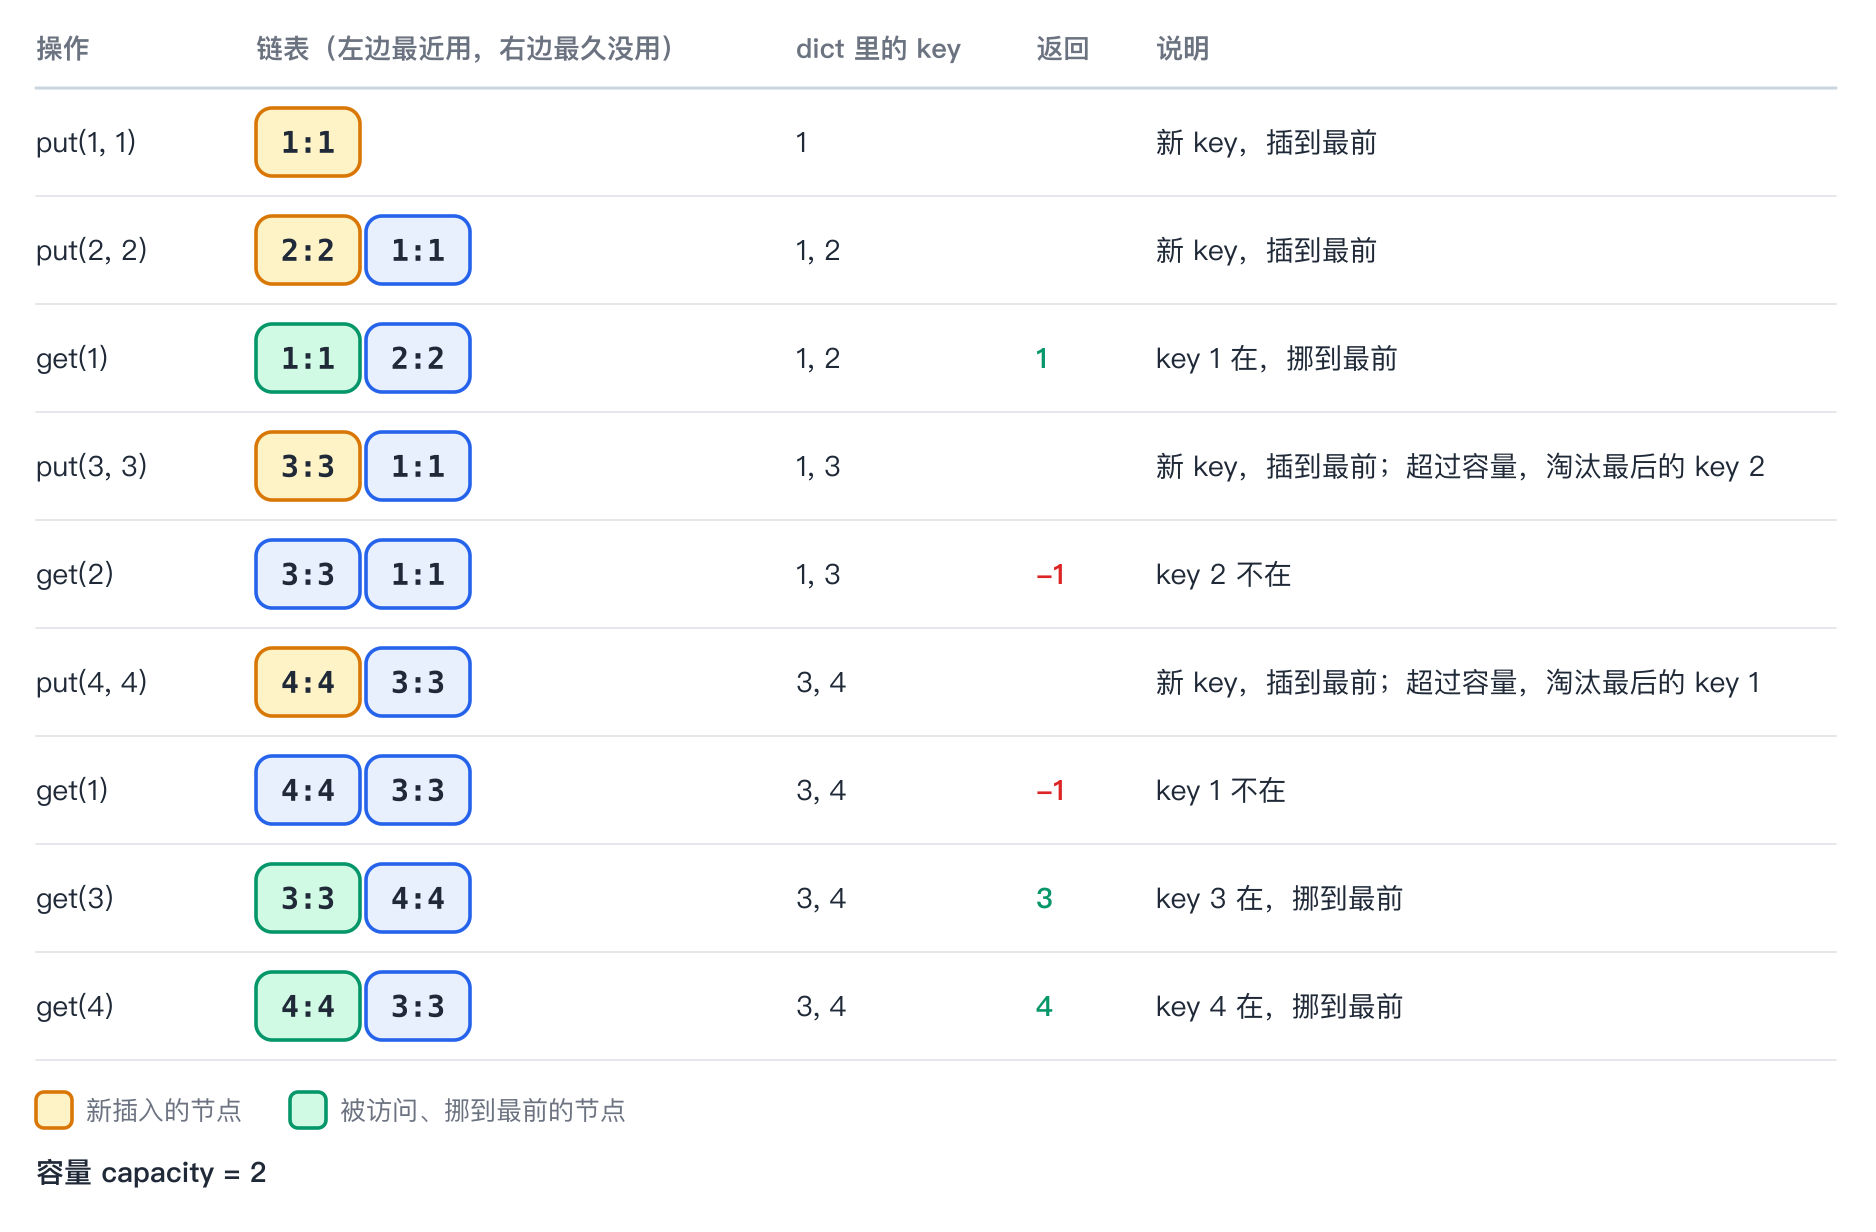 操作 链表（左边最近用，右边最久没用） dict 里的 key 返回 说明
put(1, 1) 1:1 1 新 key，插到最前
put(2, 2) 2:2 1:1 1, 2 新 key，插到最前
get(1) 1:1 2:2 1, 2 1 key 1 在，挪到最前
put(3, 3) 3:3 1:1 1, 3 新 key，插到最前；超过容量，淘汰最后的 key 2
get(2) 3:3 1:1 1, 3 −1 key 2 不在
put(4, 4) 4:4 3:3 3, 4 新 key，插到最前；超过容量，淘汰最后的 key 1
get(1) 4:4 3:3 3, 4 −1 key 1 不在
get(3) 3:3 4:4 3, 4 3 key 3 在，挪到最前
get(4) 4:4 3:3 3, 4 4 key 4 在，挪到最前
新插入的节点 被访问、挪到最前的节点
容量 capacity = 2